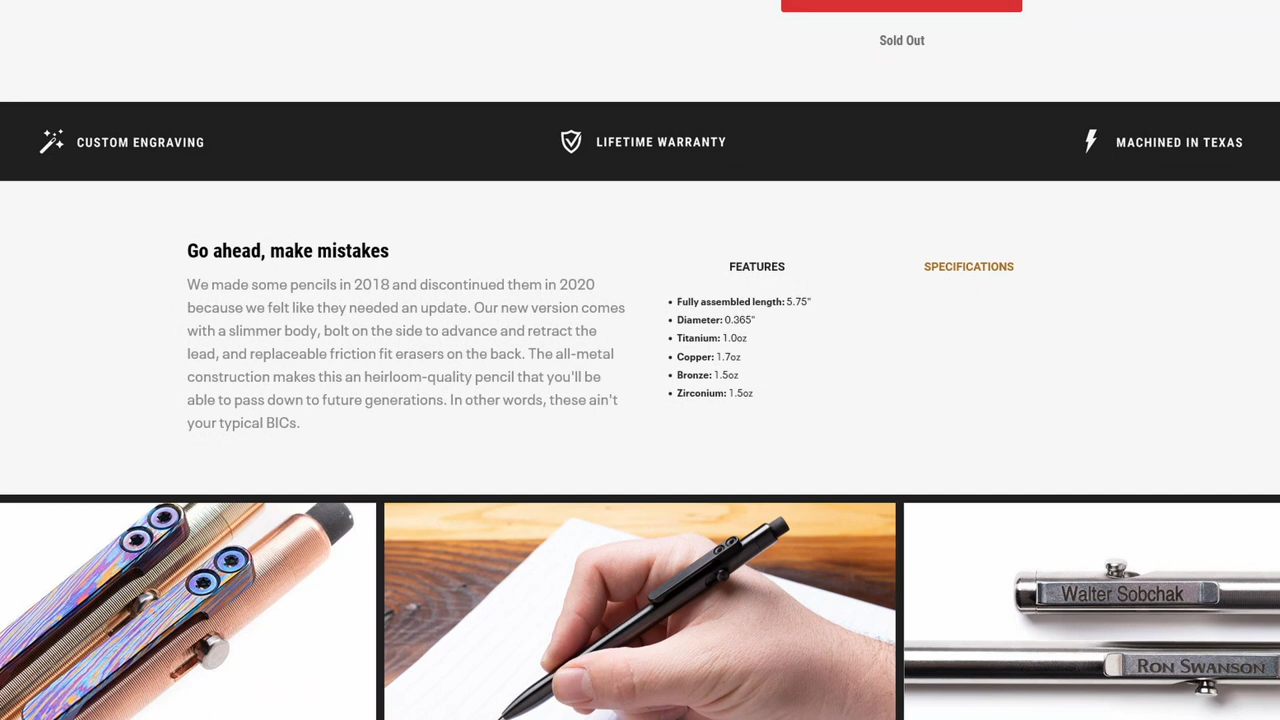 Sold Out
CUSTOM ENGRAVING
LIFETIME WARRANTY
MACHINED IN TEXAS
Go ahead, make mistakes
We made some pencils in 2018 and discontinued them in 2020
because we felt like they needed an update. Our new version comes
with a slimmer body, bolt on the side to advance and retract the
lead, and replaceable friction fit erasers on the back. The all-metal
construction makes this an heirloom-quality pencil that you'll be
able to pass down to future generations. In other words, these ain't
your typical BICs.
FEATURES
SPECIFICATIONS
• Fully assembled length: 5.75"
• Diameter: 0.365"
• Titanium: 1.0oz
• Copper: 1.7oz
• Bronze: 1.5oz
• Zirconium: 1.5oz
Walter Sobchak
RON SWANSON